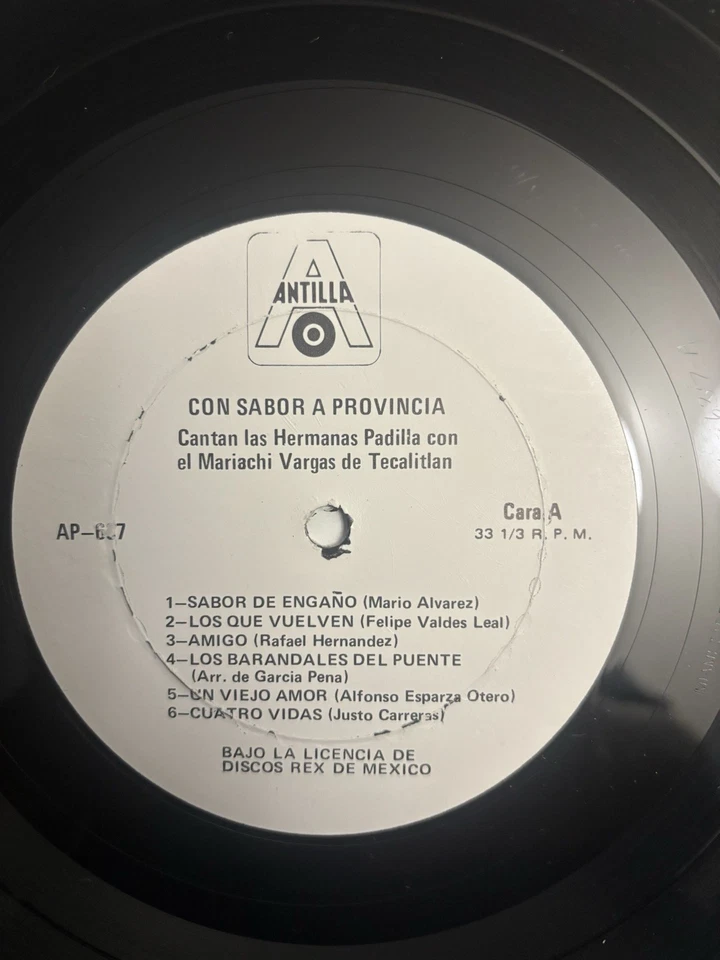 ANTILLA
CON SABOR A PROVINCIA
Cantan las Hermanas Padilla con
el Mariachi Vargas de Tecalitlan
Cara A
33 1/3 R. P. M.
1—SABOR DE ENGAÑO (Mario Alvarez)
2—LOS QUE VUELVEN (Felipe Valdes Leal)
3—AMIGO (Rafael Hernandez)
4—LOS BARANDALES DEL PUENTE
(Arr. de Garcia Pena)
5—UN VIEJO AMOR (Alfonso Esparza Otero)
6—CUATRO VIDAS (Justo Carreras)
BAJO LA LICENCIA DE
DISCOS REX DE MEXICO